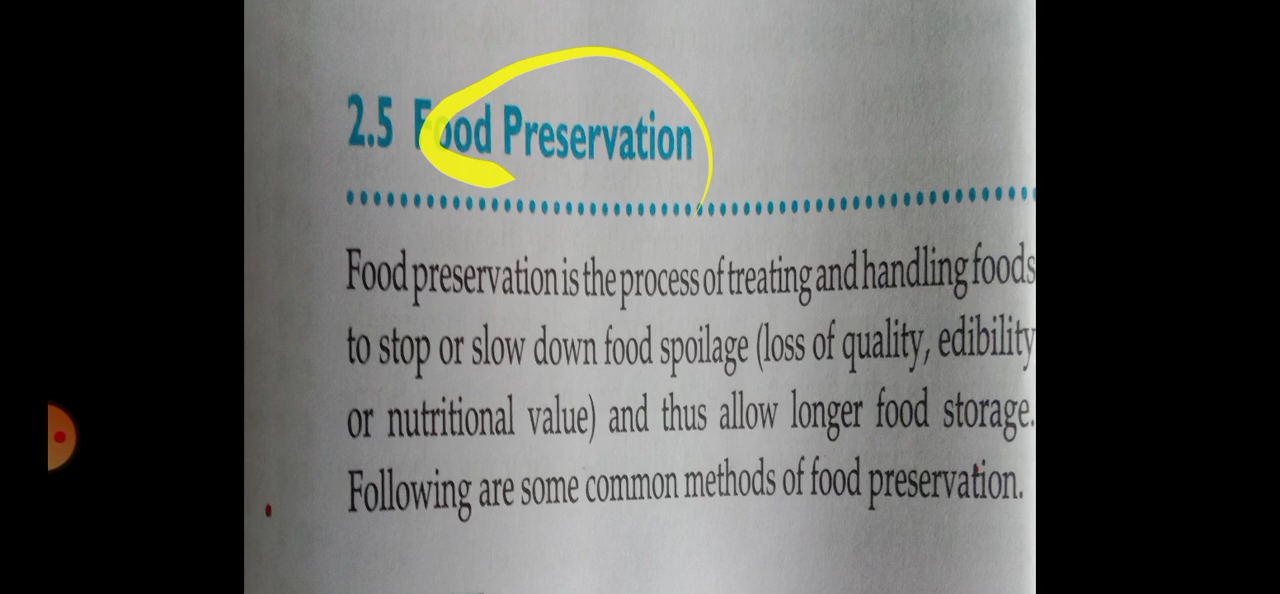 2.5 Food Preservation
Food preservation is the process of treating and handling foods
to stop or slow down food spoilage (loss of quality, edibility
or nutritional value) and thus allow longer food storage.
Following are some common methods of food preservation.